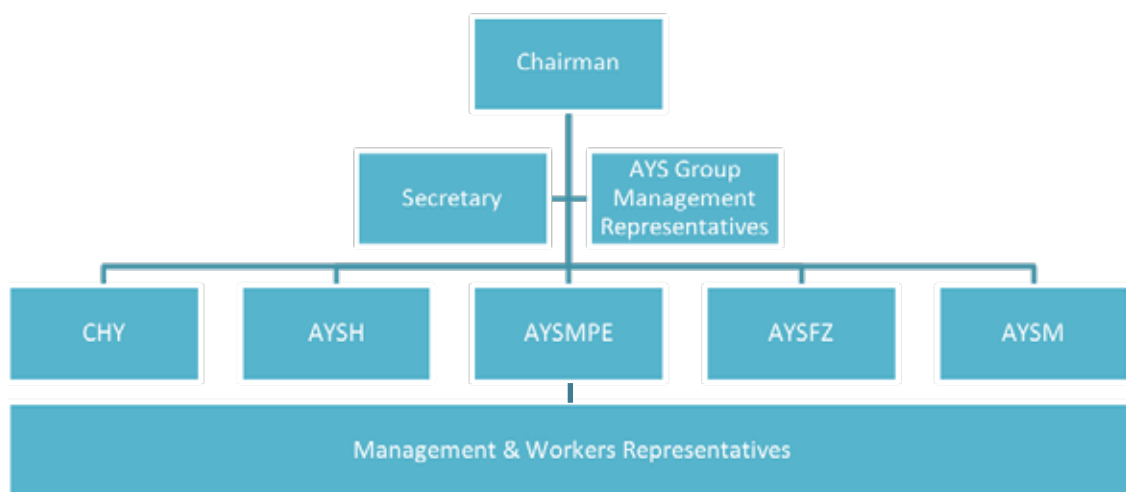 Chairman
Secretary
AYS Group
Management
Representatives
CHY
AYSH
AYSMPE
AYSFZ
AYSM
Management & Workers Representatives